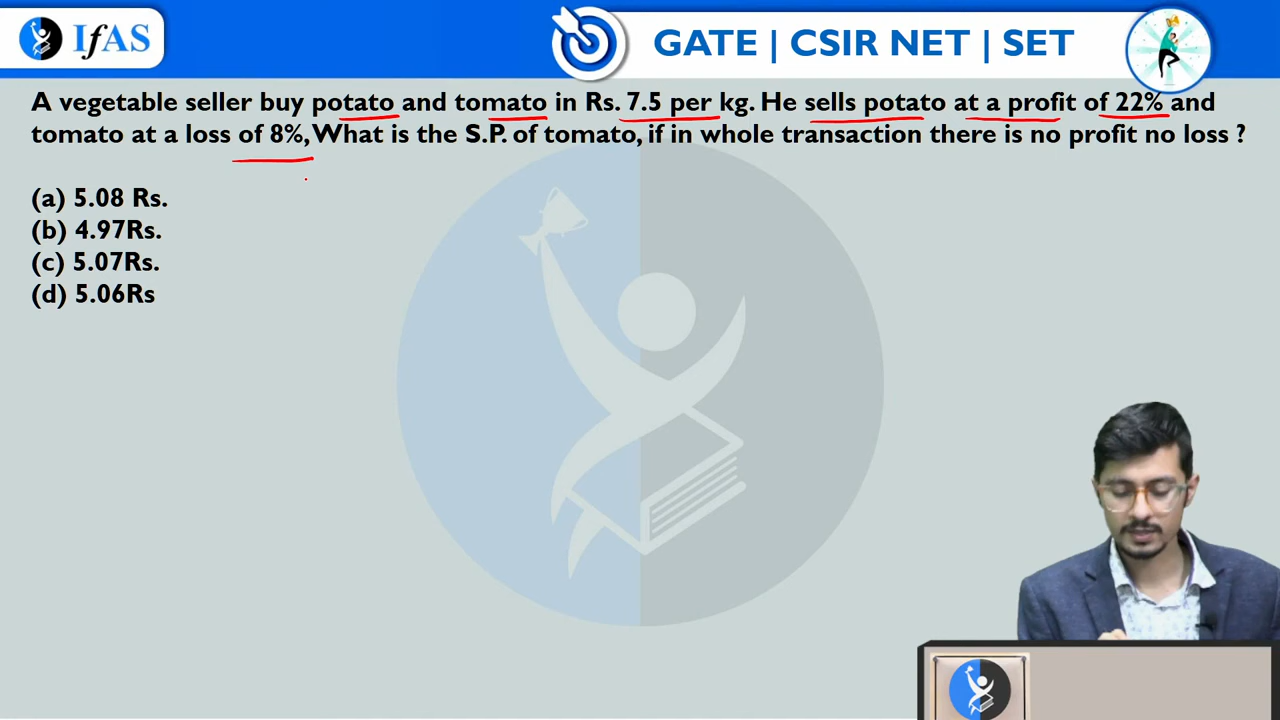 IfAS
GATE | CSIR NET | SET
A vegetable seller buy potato and tomato in Rs. 7.5 per kg. He sells potato at a profit of 22% and
tomato at a loss of 8%, What is the S.P. of tomato, if in whole transaction there is no profit no loss ?
(a) 5.08 Rs.
(b) 4.97Rs.
(c) 5.07Rs.
(d) 5.06Rs